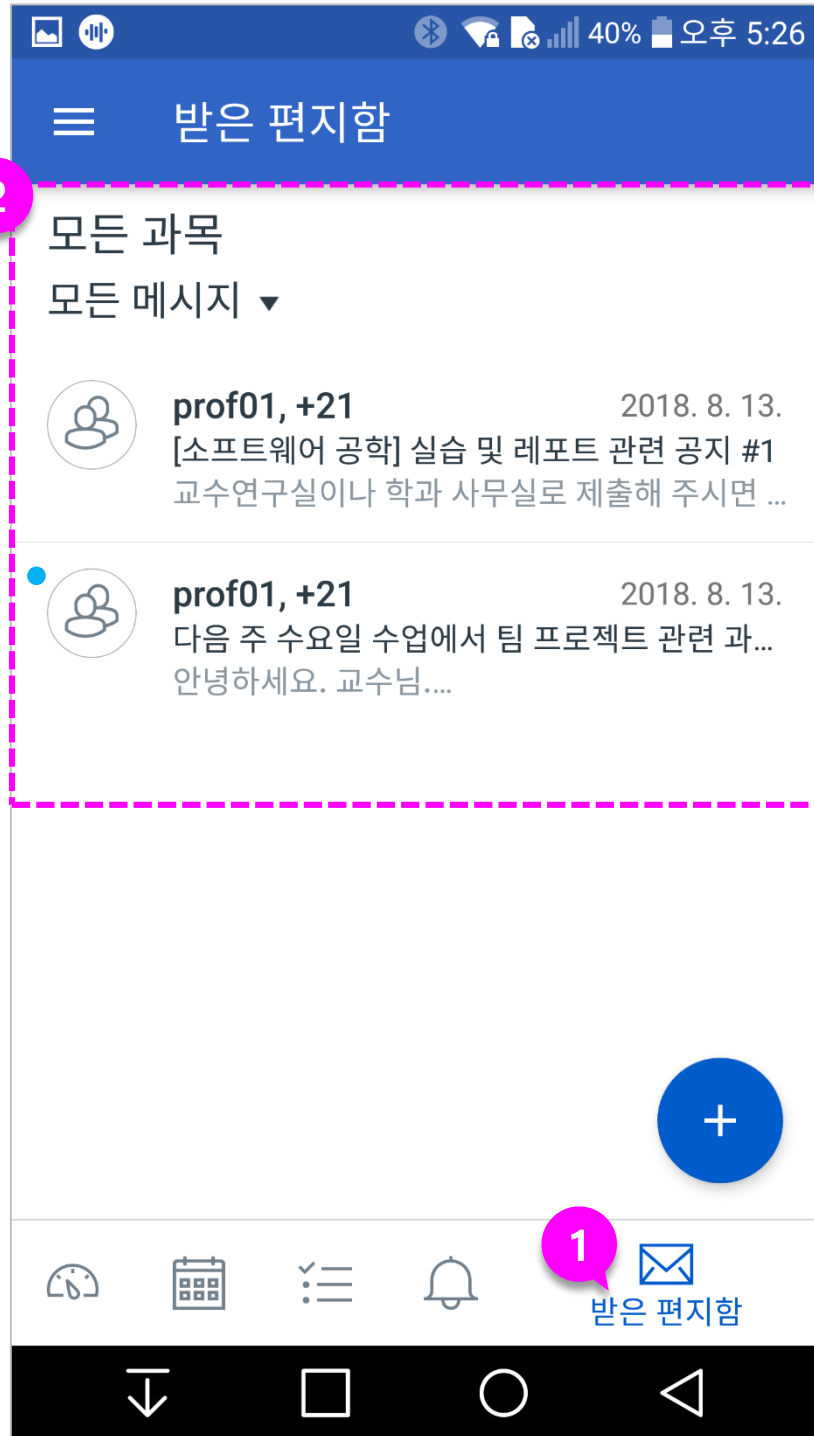 40% 오후 5:26
받은 편지함
2
모든 과목
모든 메시지
prof01, +21 2018. 8. 13.
[소프트웨어 공학] 실습 및 레포트 관련 공지 #1
교수연구실이나 학과 사무실로 제출해 주시면 ...
prof01, +21 2018. 8. 13.
다음 주 수요일 수업에서 팀 프로젝트 관련 과...
안녕하세요. 교수님....
+
1
받은 편지함